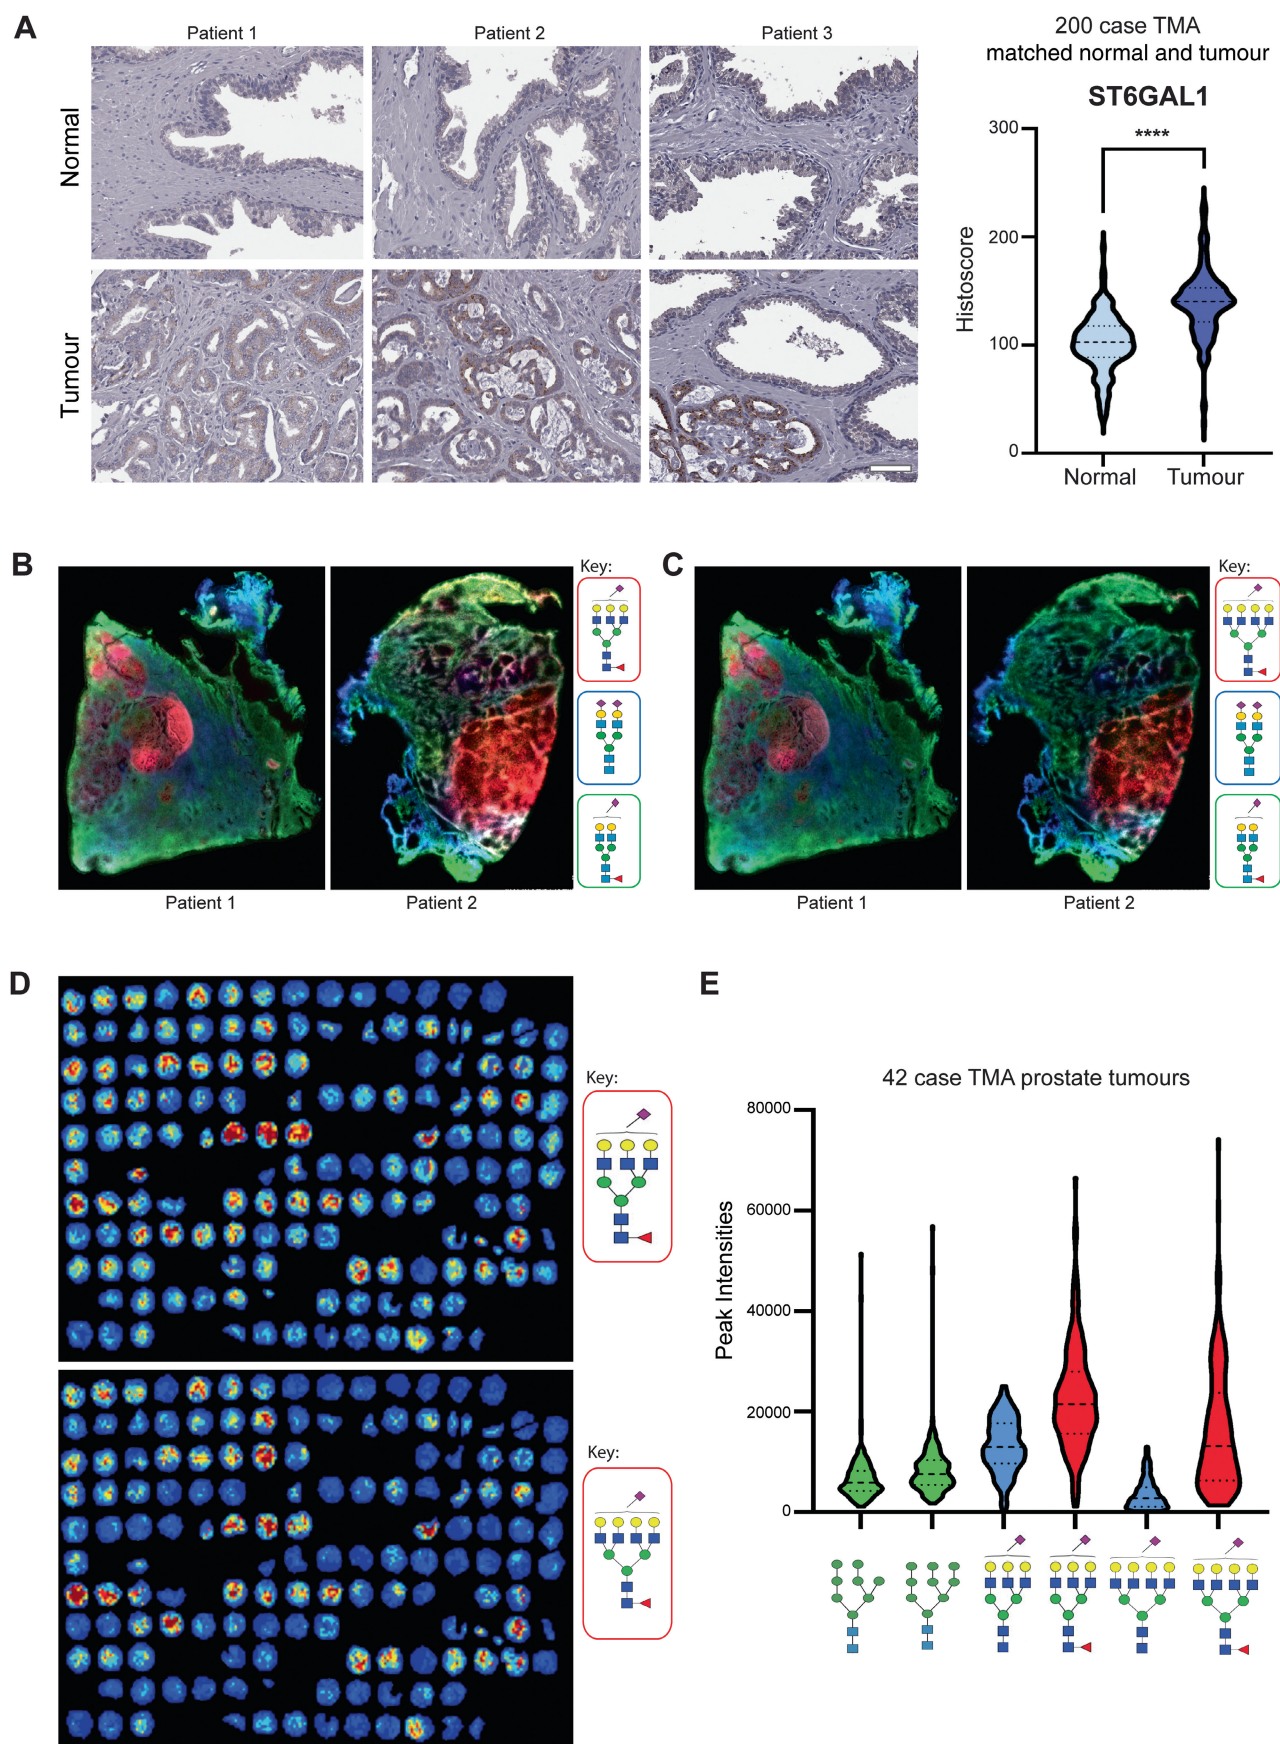 A
Patient 1
Patient 2
Patient 3
Normal
Tumour
200 case TMA
matched normal and tumour
ST6GAL1
****
300
200
100
0
Histoscore
Normal
Tumour
B
Patient 1
Patient 2
Key:
C
Patient 1
Patient 2
Key:
D
Key:
Key:
E
42 case TMA prostate tumours
80000
60000
40000
20000
0
Peak Intensities